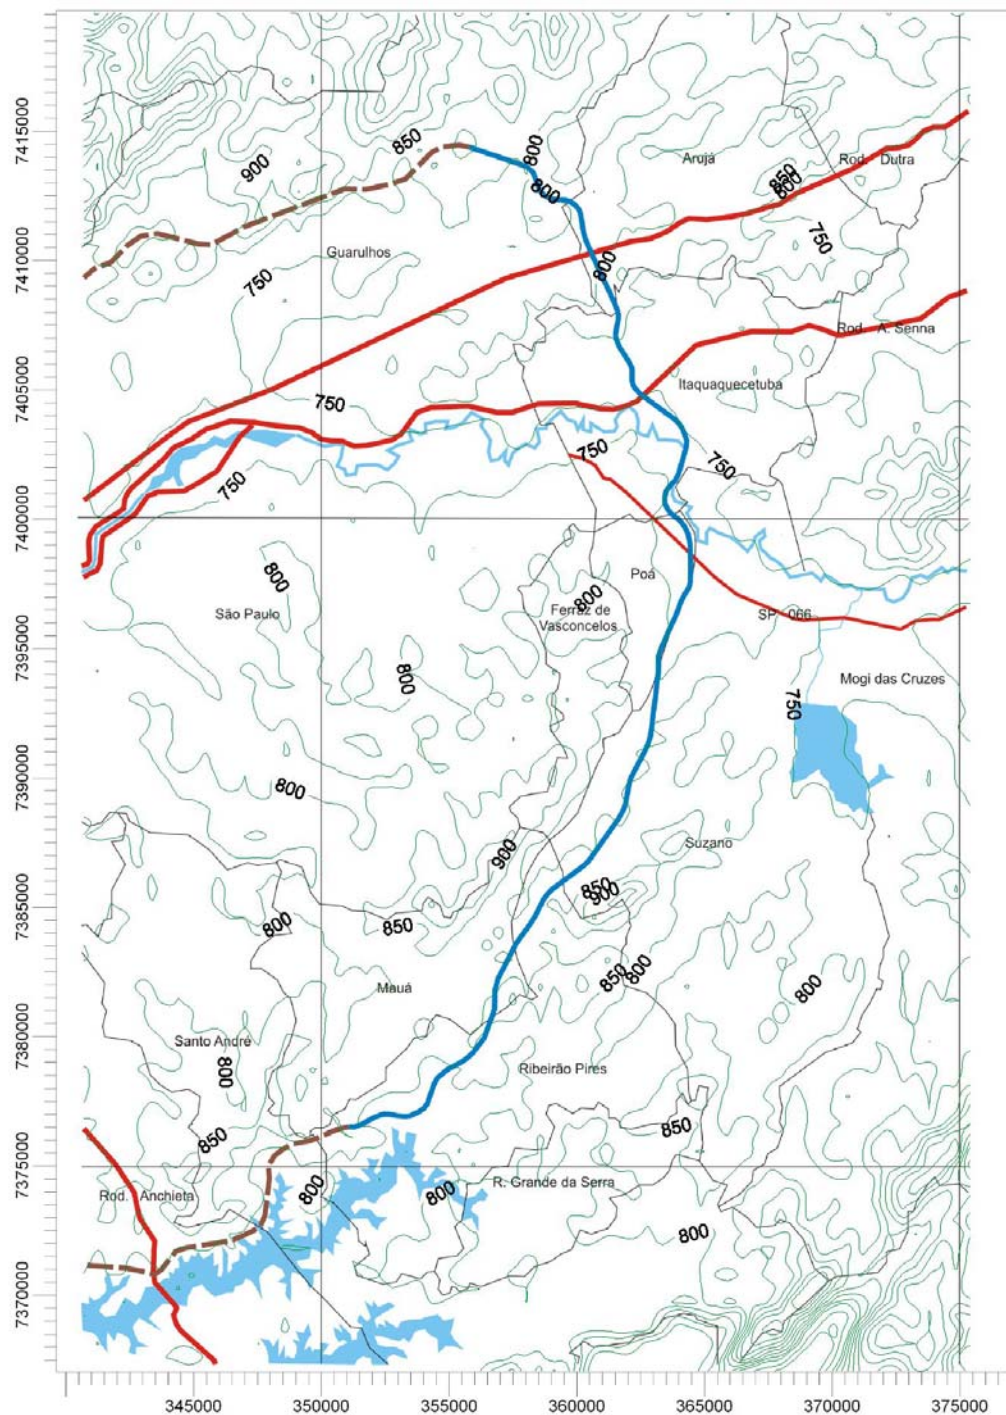 7415000
7410000
7405000
7400000
7395000
7390000
7385000
7380000
7375000
7370000
850
800
900
Arujá
Rod. Dutra
850
800
800
750
Guarulhos
800
750
Rod. A. Senna
Itaquaquecetuba
750
750
750
750
800
Poá
800
São Paulo
Ferraz de
Vasconcelos
SP 066
800
Mogi das Cruzes
750
800
Suzano
900
850
900
800
850
850
800
800
Mauá
Santo André
800
Ribeirão Pires
850
850
Rod. Anchieta
800
800
R. Grande da Serra
800
345000 350000 355000 360000 365000 370000 375000